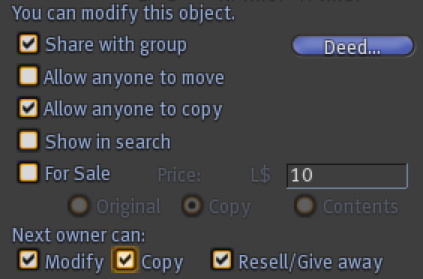 You can modify this object.
Share with group Deed...
Allow anyone to move
Allow anyone to copy
Show in search
For Sale Price: L$ 10
Original Copy Contents
Next owner can:
Modify Copy Resell/Give away